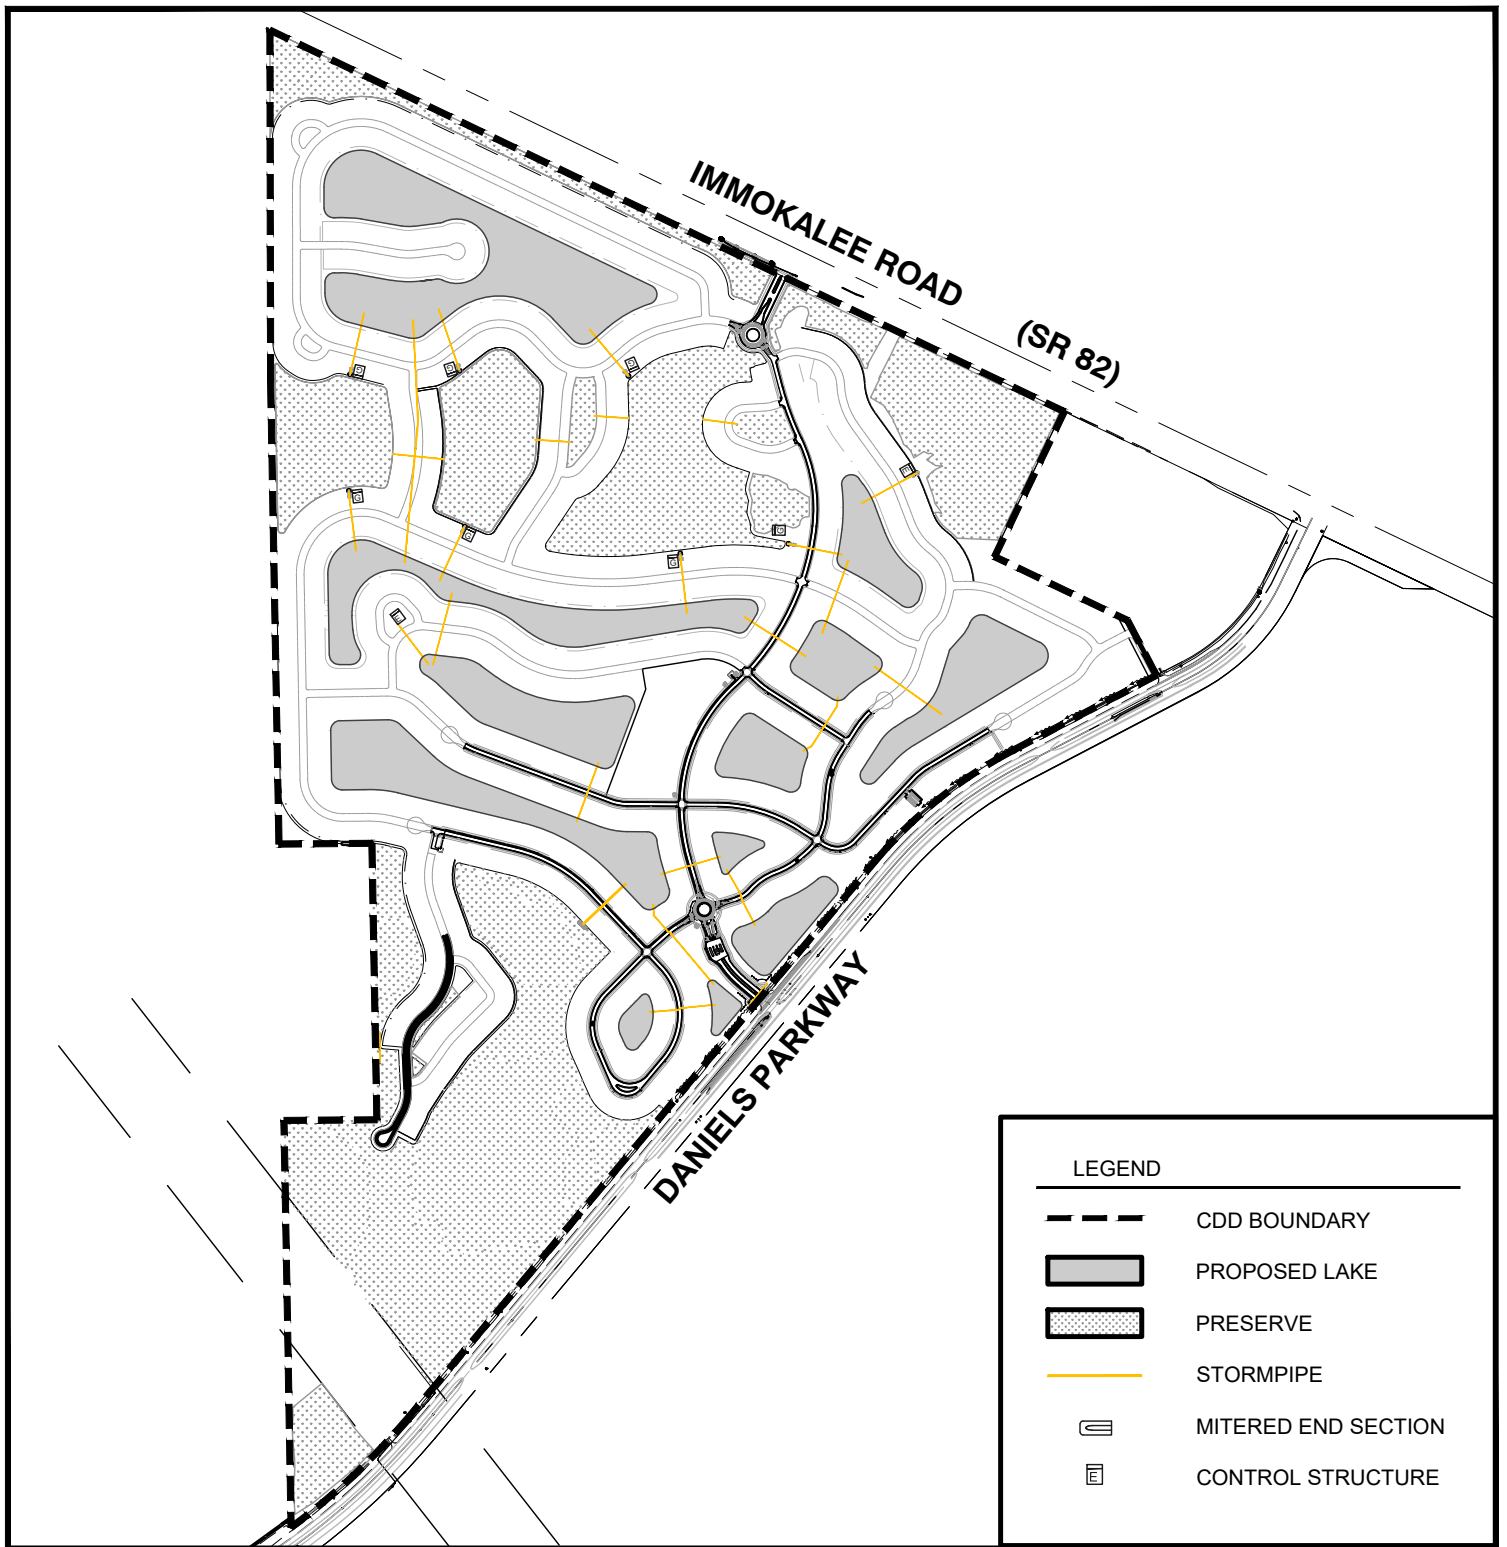 IMMOKALEE ROAD (SR 82)
G
G
G
E
G
G
G
G
E
DANIELS PARKWAY
LEGEND
CDD BOUNDARY
PROPOSED LAKE
PRESERVE
STORMPIPE
MITERED END SECTION
E
CONTROL STRUCTURE